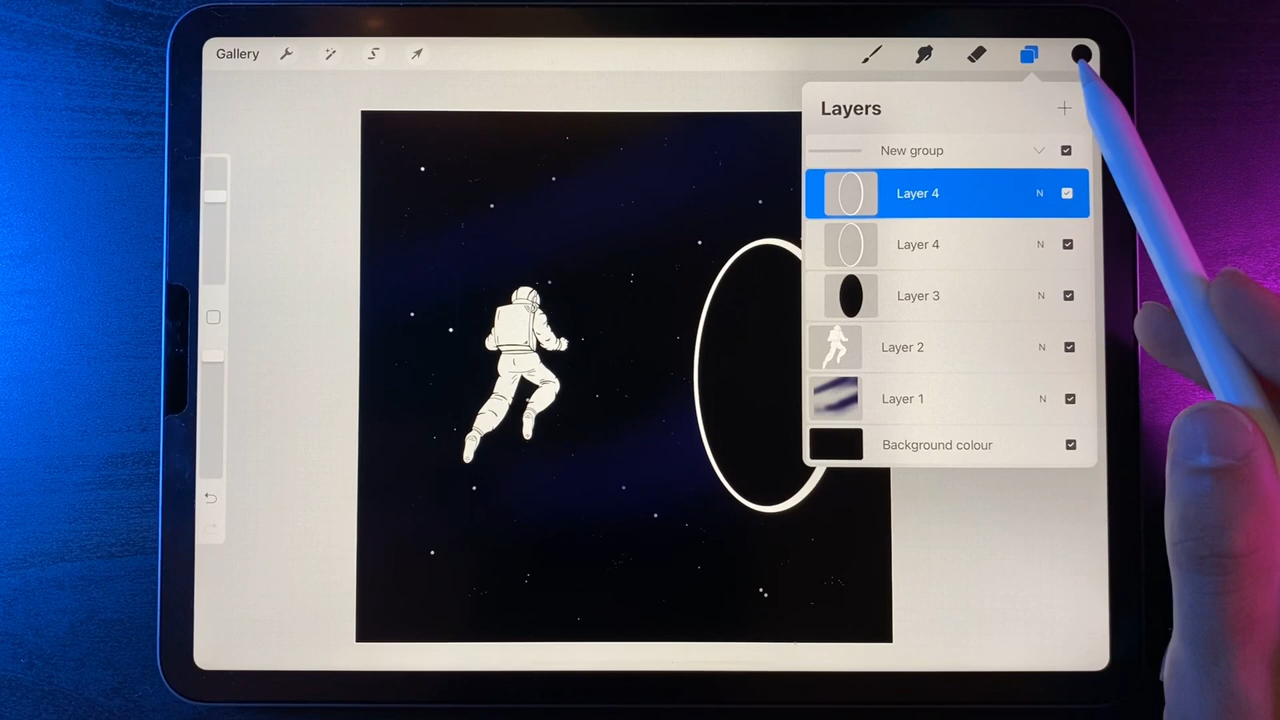 Gallery
Layers
New group
Layer 4 N
Layer 4 N
Layer 3 N
Layer 2 N
Layer 1 N
Background colour